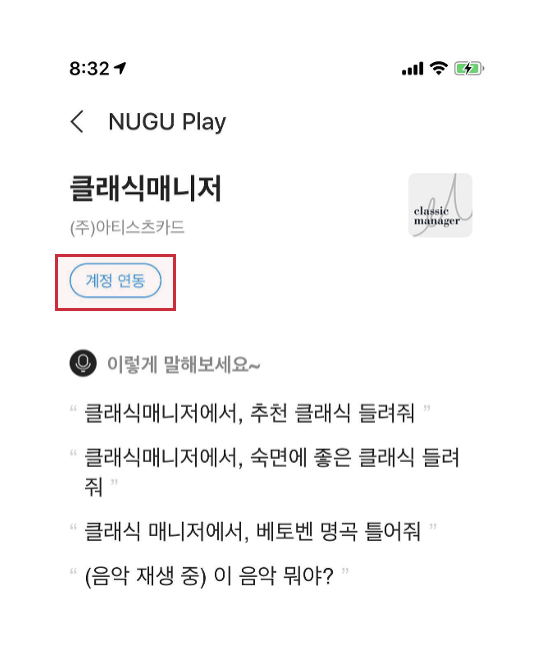 8:32
NUGU Play
클래식매니저
classic
manager
(주)아티스츠카드
계정 연동
이렇게 말해보세요~
“ 클래식매니저에서, 추천 클래식 들려줘 ”
“ 클래식매니저에서, 숙면에 좋은 클래식 들려
줘 ”
“ 클래식 매니저에서, 베토벤 명곡 틀어줘 ”
“ (음악 재생 중) 이 음악 뭐야? ”